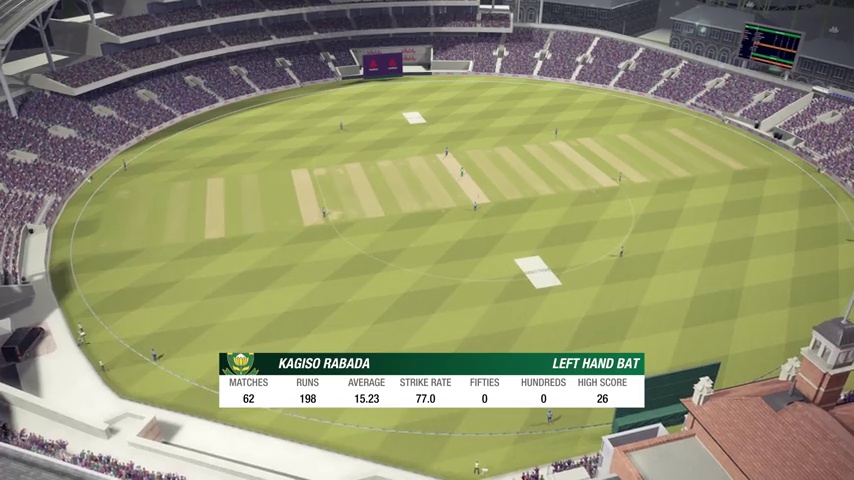 KAGISO RABADA LEFT HAND BAT
MATCHES RUNS AVERAGE STRIKE RATE FIFTIES HUNDREDS HIGH SCORE
62 198 15.23 77.0 0 0 26